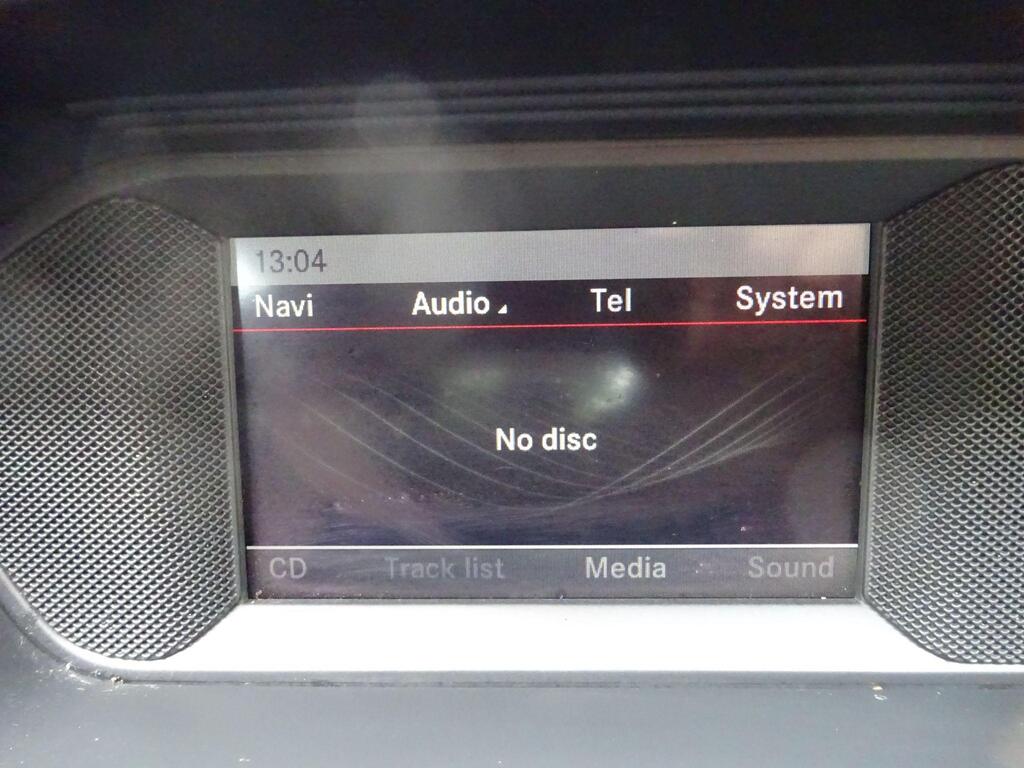 13:04
Navi Audio Tel System
No disc
CD Track list Media Sound